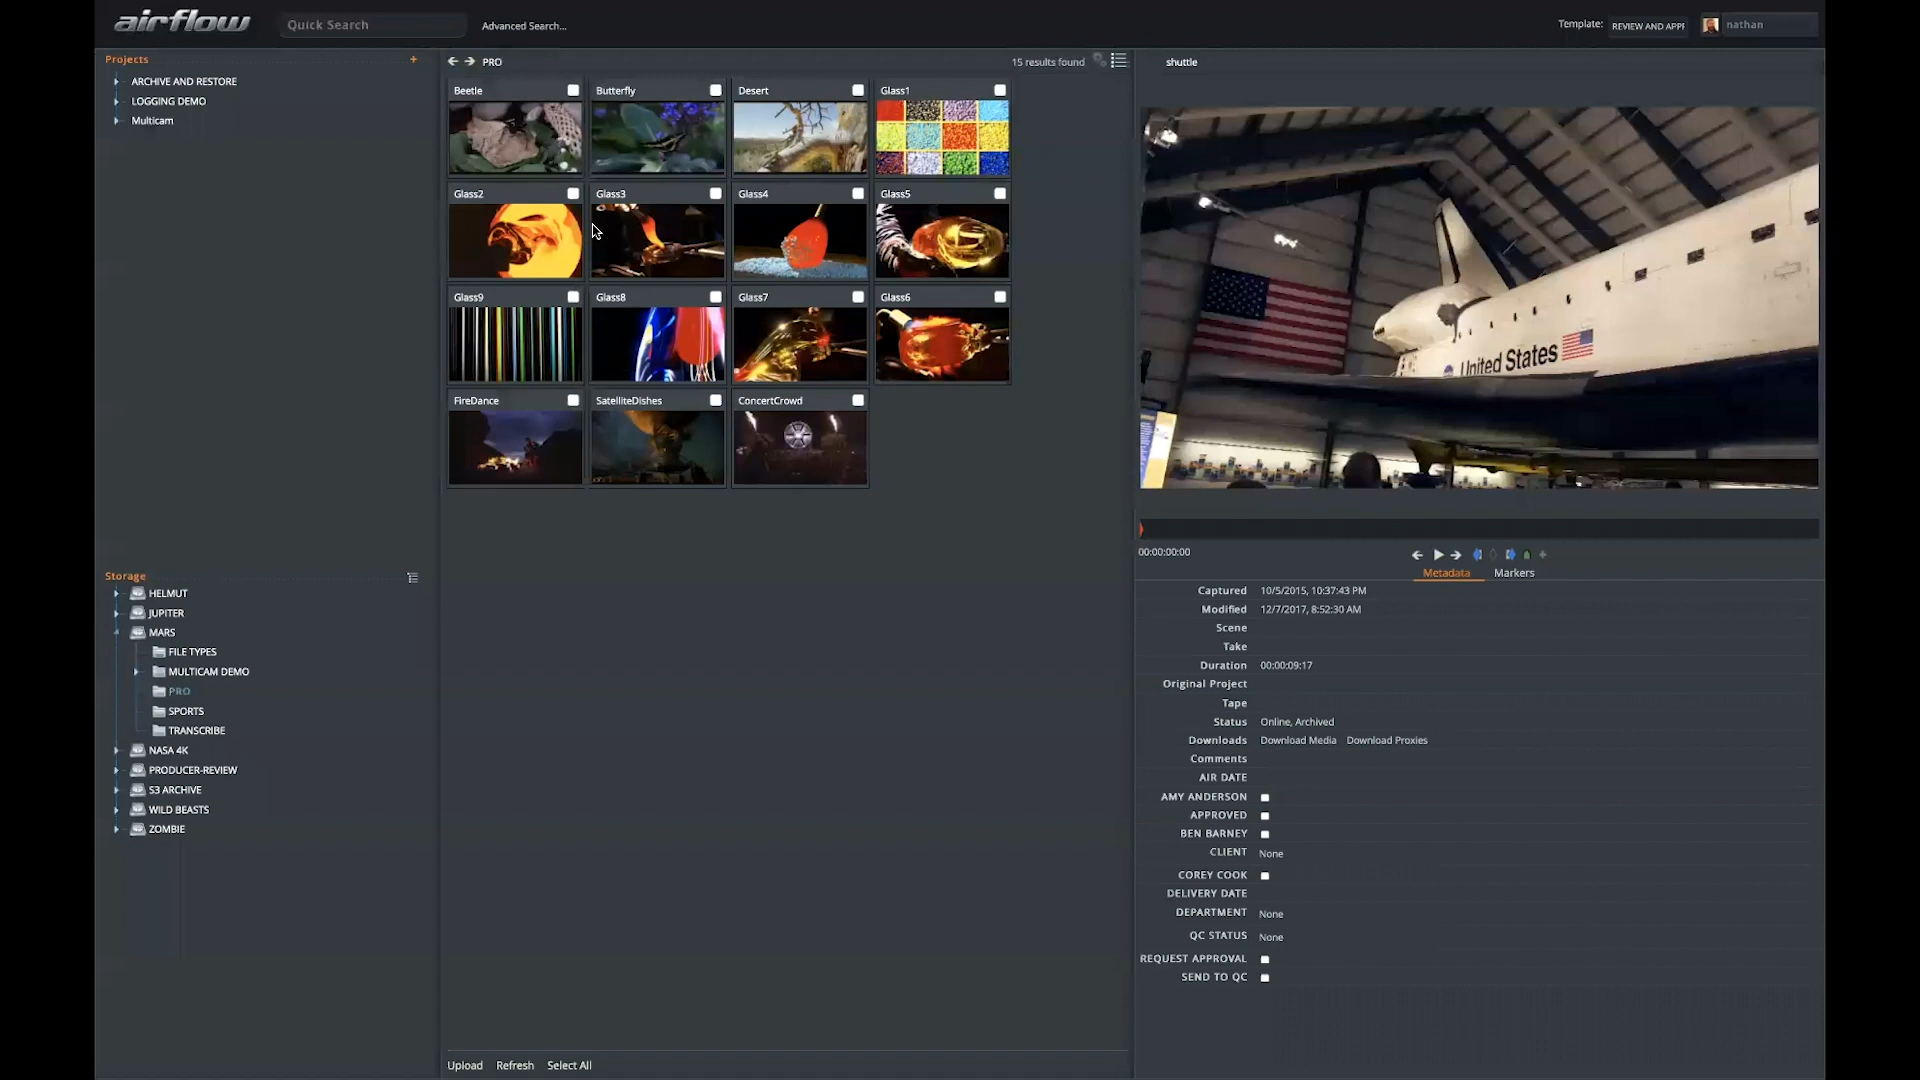 airflow
Quick Search
Advanced Search...
Template:
REVIEW AND APPR
nathan
Projects
+
ARCHIVE AND RESTORE
LOGGING DEMO
Multicam
PRO
15 results found
Beetle
Butterfly
Desert
Glass1
Glass2
Glass3
Glass4
Glass5
Glass9
Glass8
Glass7
Glass6
FireDance
SatelliteDishes
ConcertCrowd
Upload
Refresh
Select All
Storage
HELMUT
JUPITER
MARS
FILE TYPES
MULTICAM DEMO
PRO
SPORTS
TRANSCRIBE
NASA 4K
PRODUCER-REVIEW
S3 ARCHIVE
WILD BEASTS
ZOMBIE
shuttle
United States
00:00:00:00
Metadata
Markers
Captured 10/5/2015, 10:37:43 PM
Modified 12/7/2017, 8:52:30 AM
Scene
Take
Duration 00:00:09:17
Original Project
Tape
Status Online, Archived
Downloads Download Media Download Proxies
Comments
AIR DATE
AMY ANDERSON
APPROVED
BEN BARNEY
CLIENT None
COREY COOK
DELIVERY DATE
DEPARTMENT None
QC STATUS None
REQUEST APPROVAL
SEND TO QC